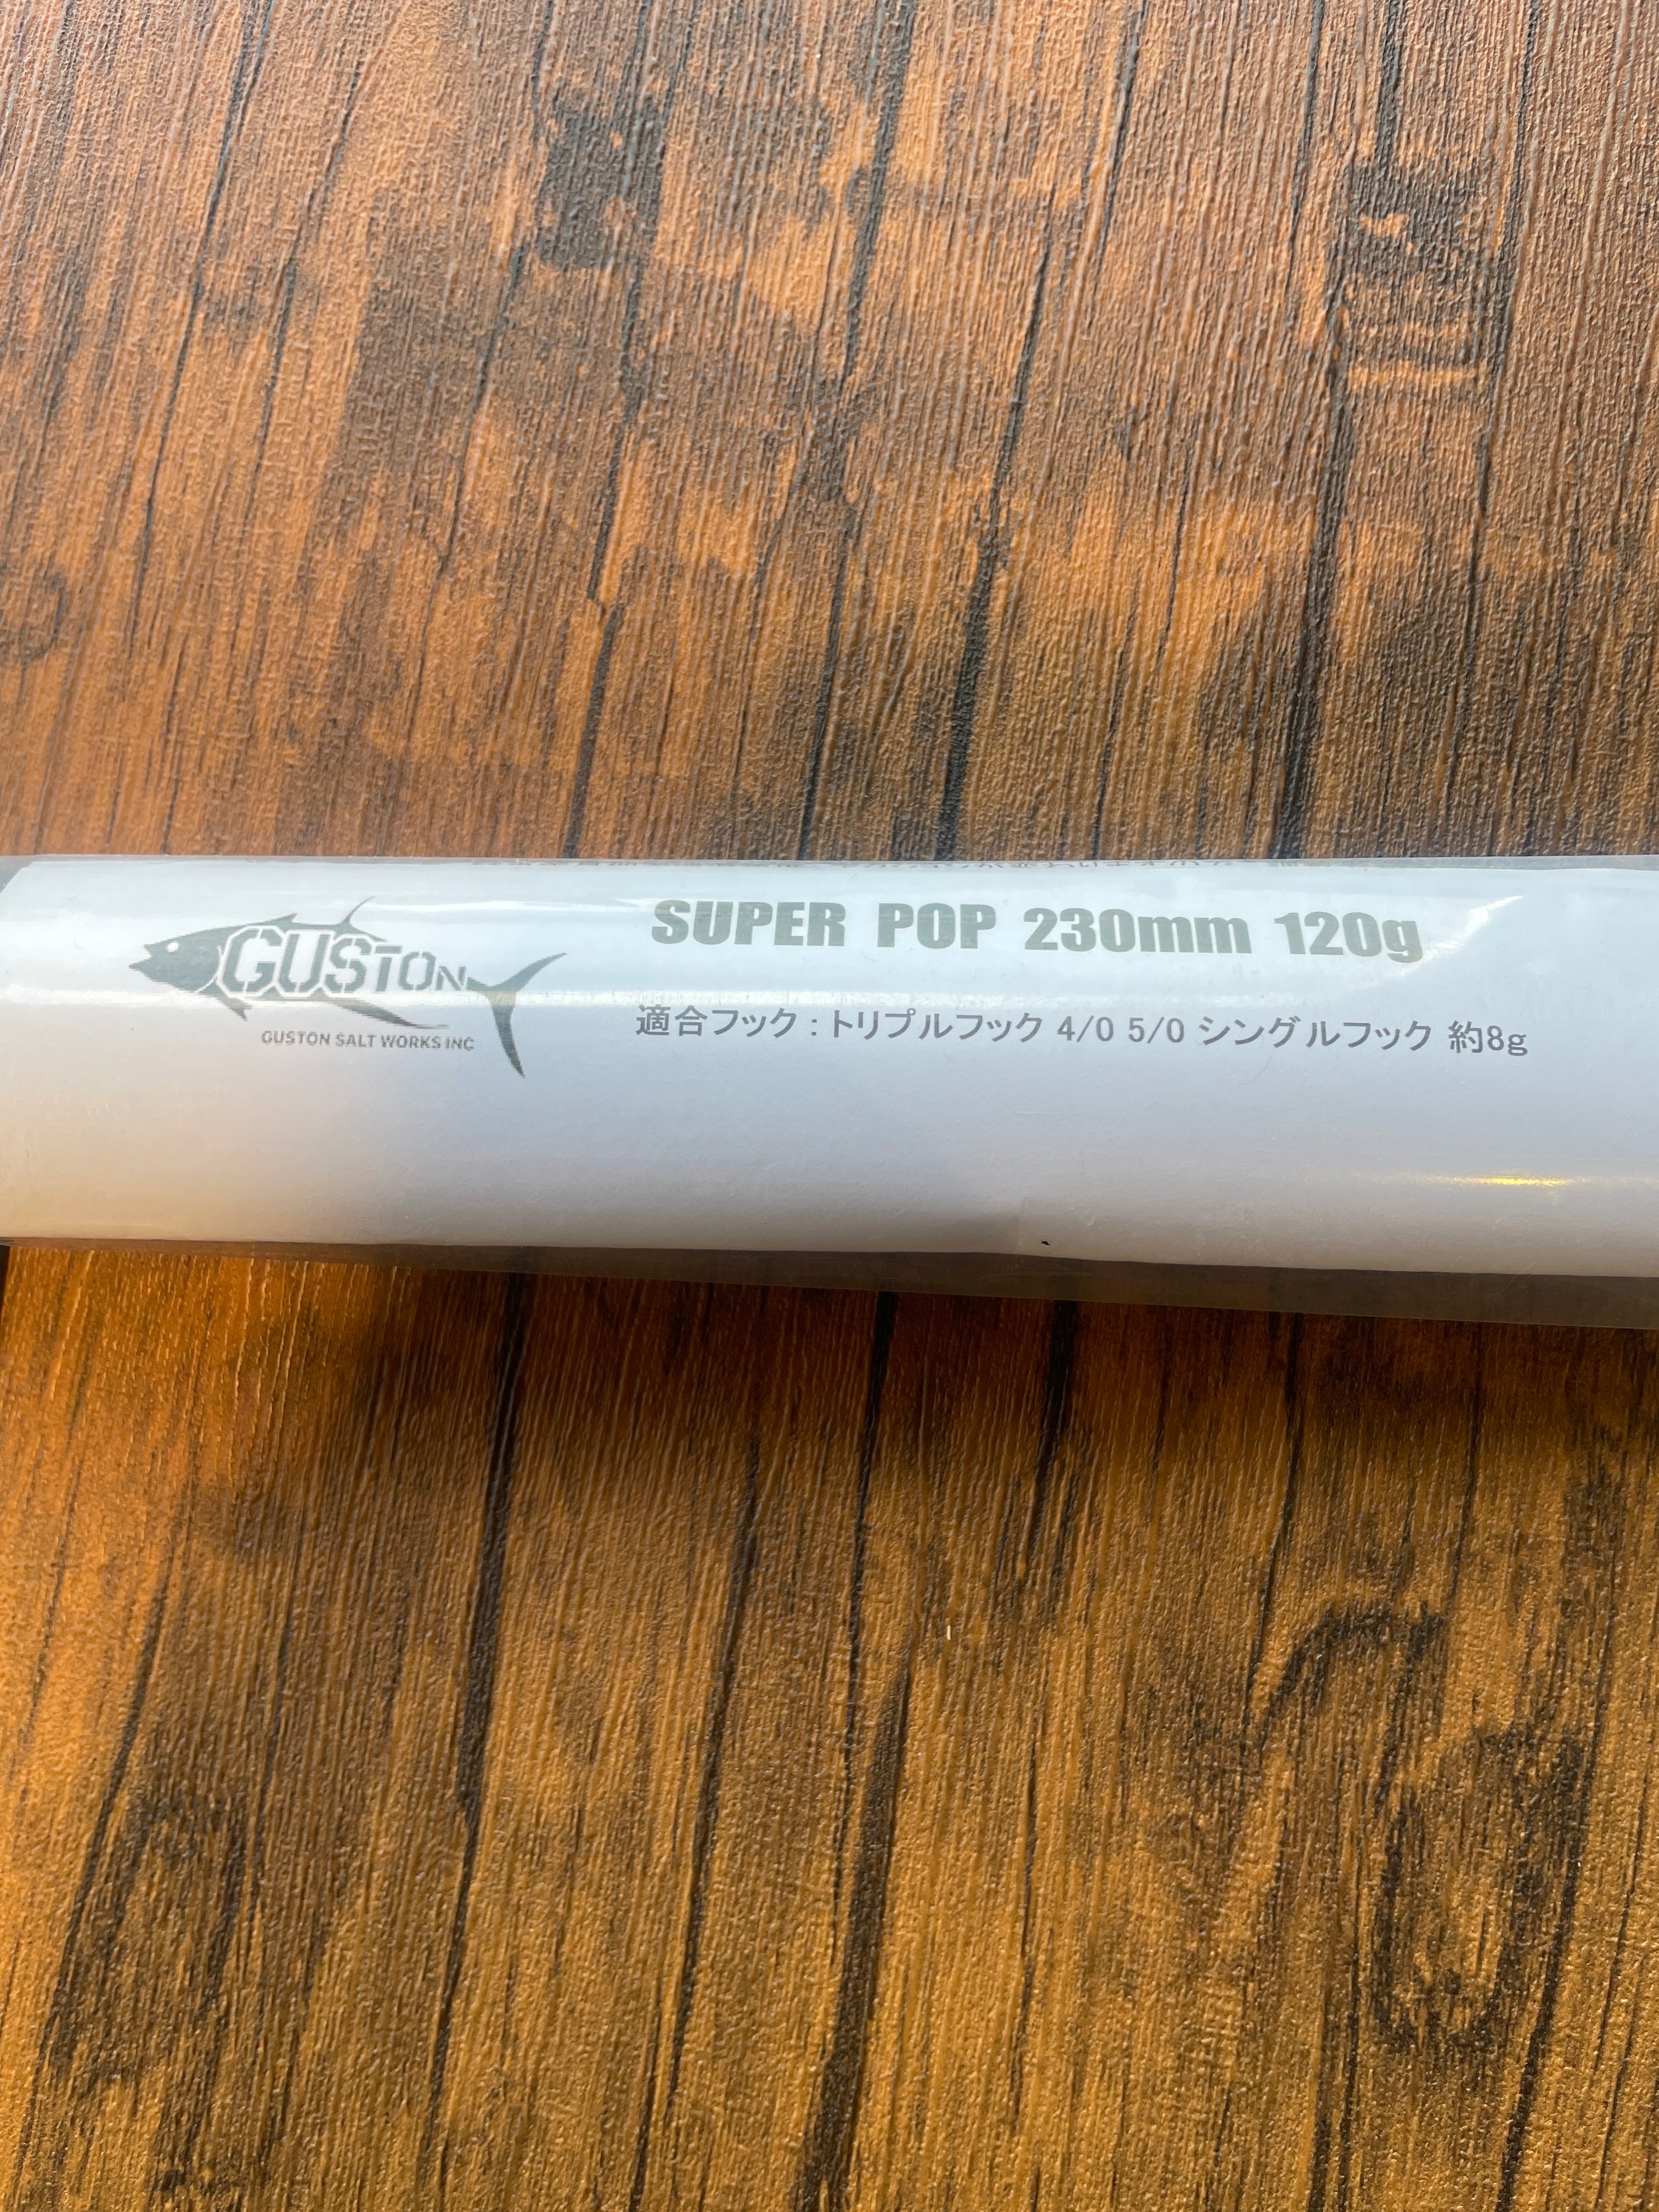 GUSTON
GUSTON SALT WORKS INC
SUPER POP 230mm 120g
適合フック：トリプルフック 4/0 5/0 シングルフック 約8g